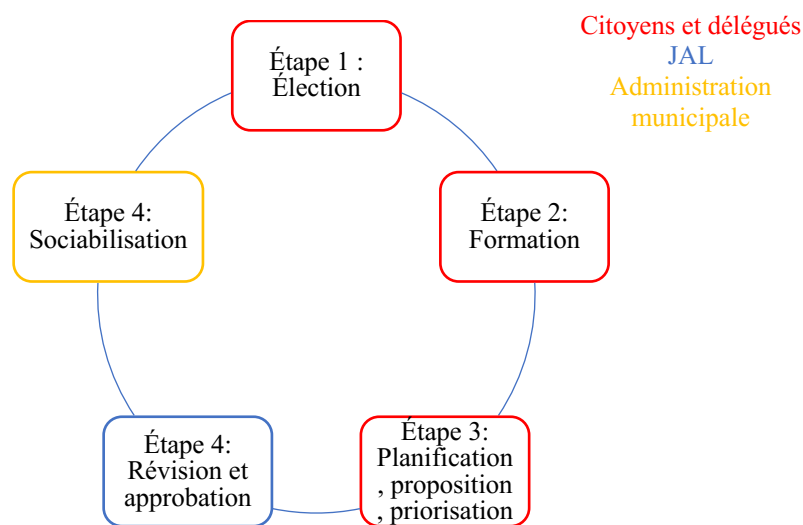 Citoyens et délégués
JAL
Administration
municipale
Étape 1 :
Élection
Étape 2:
Formation
Étape 3:
Planification
, proposition
, priorisation
Étape 4:
Révision et
approbation
Étape 4:
Sociabilisation